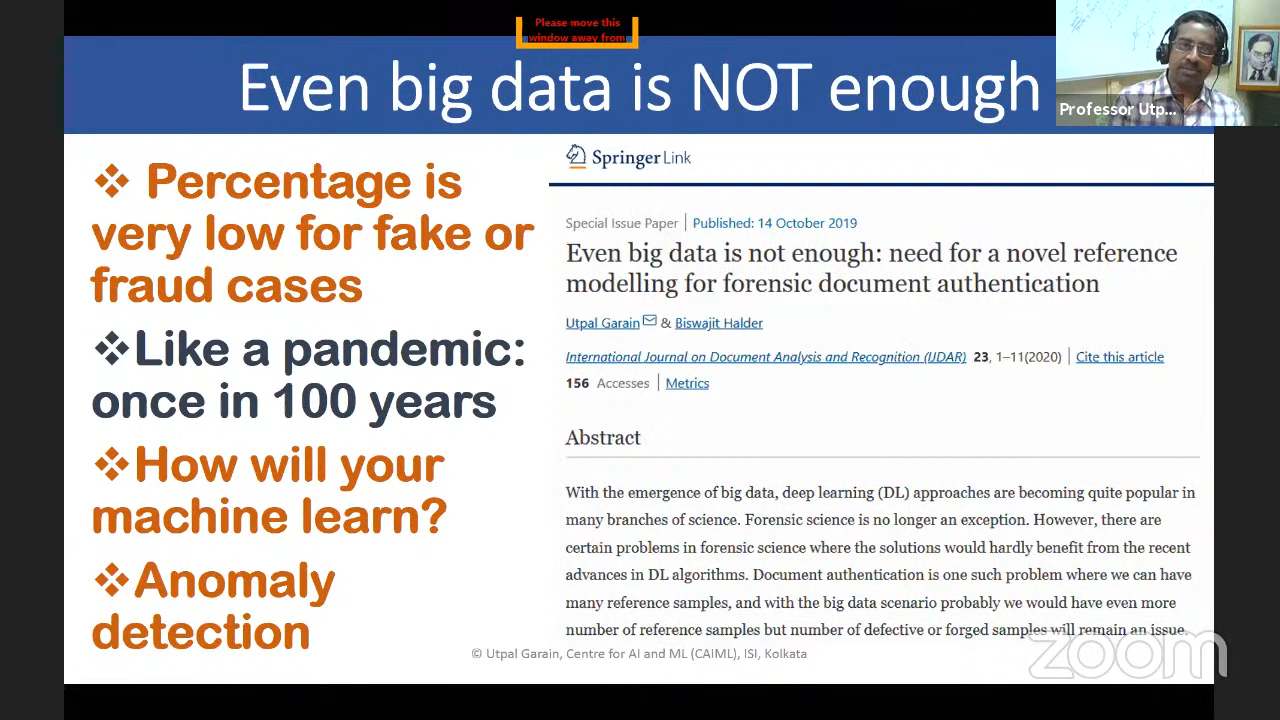 Please move this
window away from
Even big data is NOT enough
Professor Utp...
❖ Percentage is
very low for fake or
fraud cases
❖Like a pandemic:
once in 100 years
❖How will your
machine learn?
❖Anomaly
detection
Springer Link
Special Issue Paper | Published: 14 October 2019
Even big data is not enough: need for a novel reference
modelling for forensic document authentication
Utpal Garain & Biswajit Halder
International Journal on Document Analysis and Recognition (IJDAR) 23, 1–11(2020) | Cite this article
156 Accesses | Metrics
Abstract
With the emergence of big data, deep learning (DL) approaches are becoming quite popular in
many branches of science. Forensic science is no longer an exception. However, there are
certain problems in forensic science where the solutions would hardly benefit from the recent
advances in DL algorithms. Document authentication is one such problem where we can have
many reference samples, and with the big data scenario probably we would have even more
number of reference samples but number of defective or forged samples will remain an issue.
© Utpal Garain, Centre for AI and ML (CAIML), ISI, Kolkata
zoom